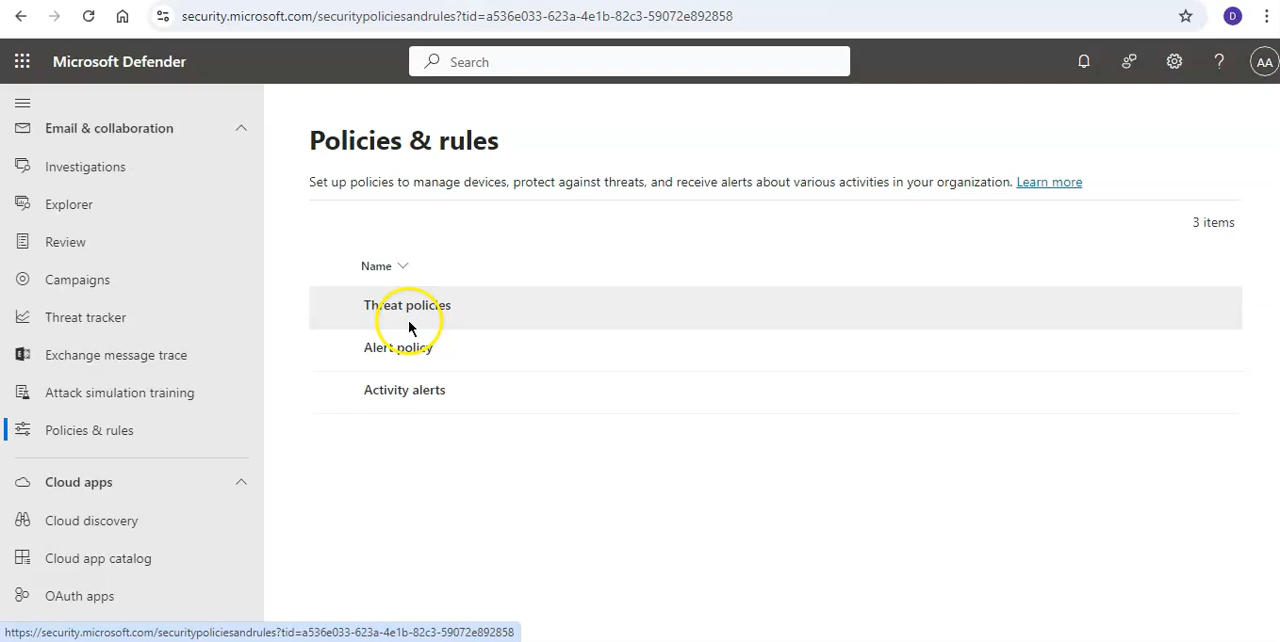 security.microsoft.com/securitypoliciesandrules?tid=a536e033-623a-4e1b-82c3-59072e892858
D
Microsoft Defender
Search
?
AA
Email & collaboration
Investigations
Explorer
Review
Campaigns
Threat tracker
Exchange message trace
Attack simulation training
Policies & rules
Cloud apps
Cloud discovery
Cloud app catalog
OAuth apps
Policies & rules
Set up policies to manage devices, protect against threats, and receive alerts about various activities in your organization. Learn more
3 items
Name
Threat policies
Alert policy
Activity alerts
https://security.microsoft.com/securitypoliciesandrules?tid=a536e033-623a-4e1b-82c3-59072e892858